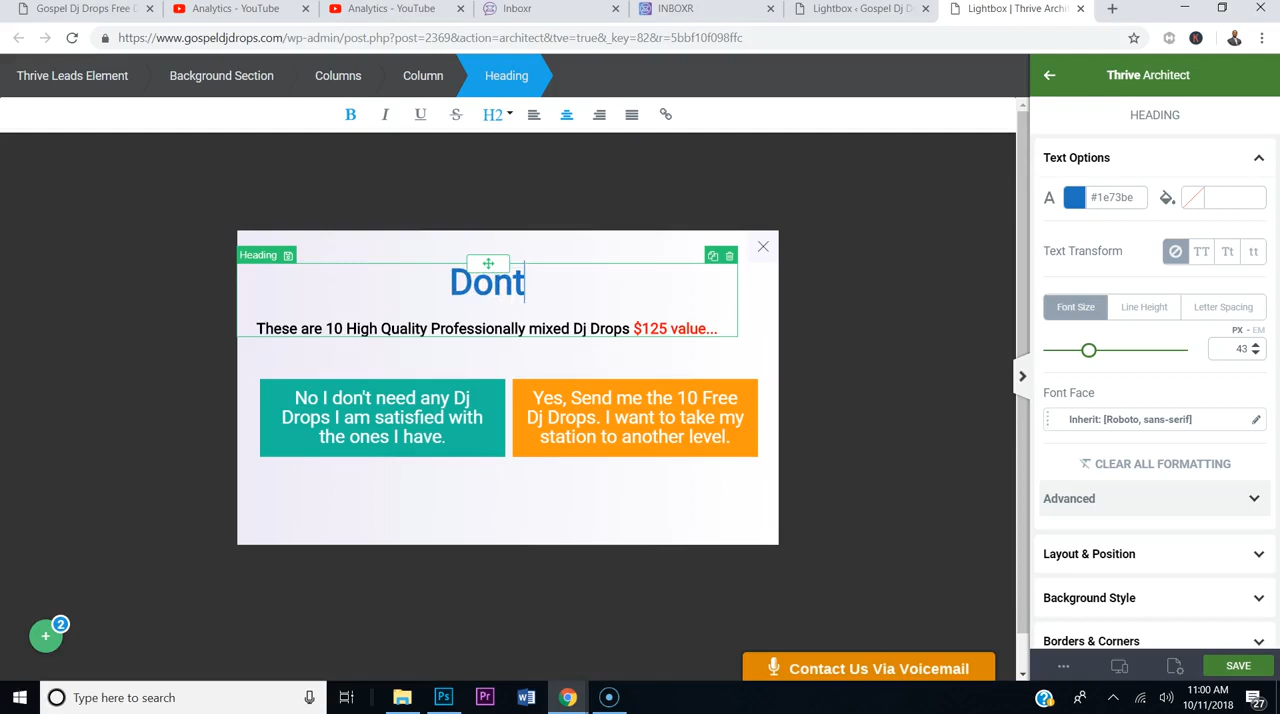 Gospel Dj Drops Free D
Analytics - YouTube
Analytics - YouTube
Inboxr
INBOXR
Lightbox ‹ Gospel Dj D
Lightbox | Thrive Archit
https://www.gospeldjdrops.com/wp-admin/post.php?post=2369&action=architect&tve=true&_key=82&r=5bbf10f098ffc
Thrive Leads Element
Background Section
Columns
Column
Heading
Thrive Architect
B I U S H2
HEADING
Text Options
A #1e73be
Text Transform TT Tt tt
Font Size Line Height Letter Spacing
PX - EM
43
Font Face
Inherit: [Roboto, sans-serif]
CLEAR ALL FORMATTING
Advanced
Layout & Position
Background Style
Borders & Corners
SAVE
Heading
Dont
These are 10 High Quality Professionally mixed Dj Drops $125 value...
No I don't need any Dj
Drops I am satisfied with
the ones I have.
Yes, Send me the 10 Free
Dj Drops. I want to take my
station to another level.
2
Contact Us Via Voicemail
Type here to search
Ps
Pr
11:00 AM
10/11/2018
27